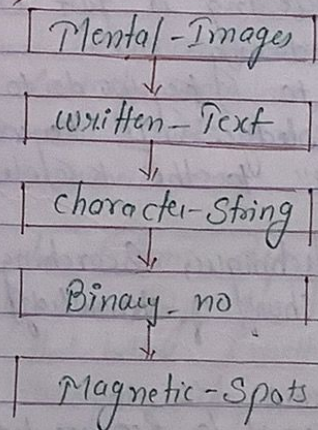 Mental-Images
Written-Text
Character-String
Binary-no
Magnetic-Spots